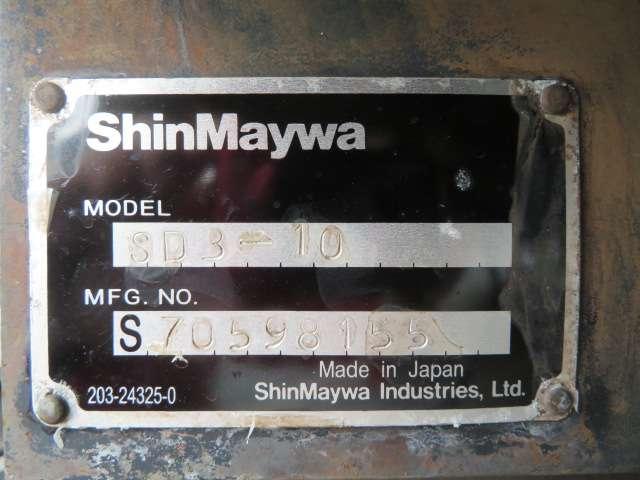 ShinMaywa
MODEL
SD3-10
MFG. NO.
S 70598155
Made in Japan
203-24325-0 ShinMaywa Industries, Ltd.